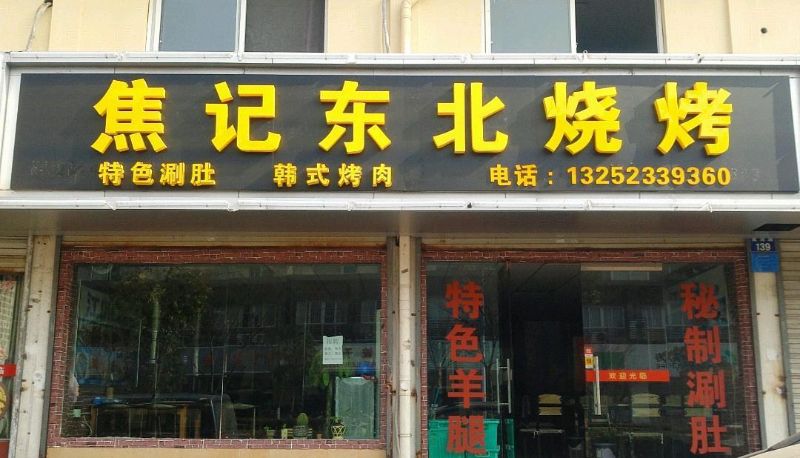 焦记东北烧烤
特色涮肚 韩式烤肉 电话：13252339360
139
特色羊腿
秘制涮肚
欢迎光临